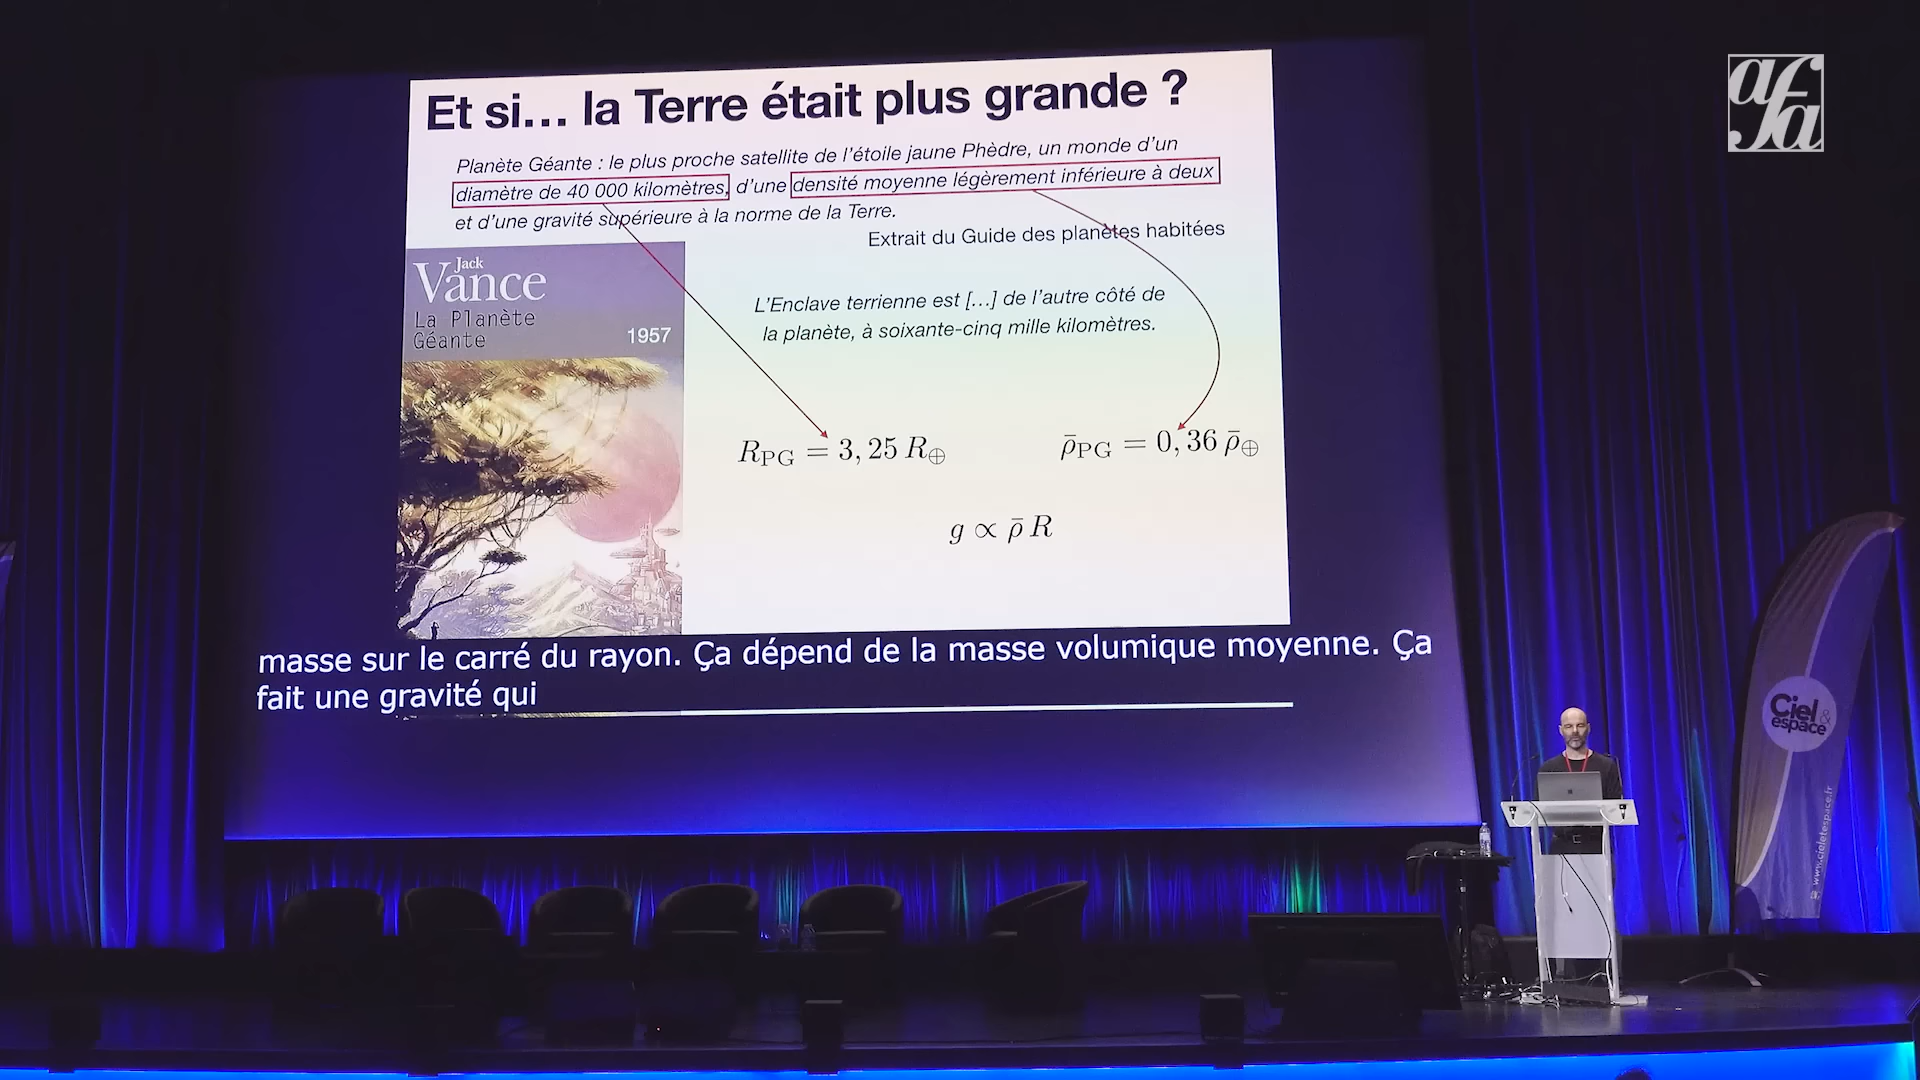 afa
Et si… la Terre était plus grande ?
Planète Géante : le plus proche satellite de l'étoile jaune Phèdre, un monde d'un
diamètre de 40 000 kilomètres, d'une densité moyenne légèrement inférieure à deux
et d'une gravité supérieure à la norme de la Terre.
Extrait du Guide des planètes habitées
Jack
Vance
La Planète
Géante
1957
L'Enclave terrienne est […] de l'autre côté de
la planète, à soixante-cinq mille kilomètres.
R_PG = 3,25 R_⊕
ρ̄_PG = 0,36 ρ̄_⊕
g ∝ ρ̄ R
masse sur le carré du rayon. Ça dépend de la masse volumique moyenne. Ça
fait une gravité qui
Ciel &
espace
www.cieletespace.fr